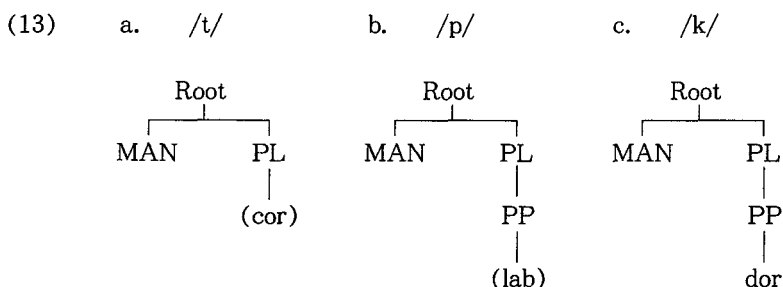 (13) a. /t/ b. /p/ c. /k/
Root Root Root
MAN PL MAN PL MAN PL
(cor) PP PP
(lab) dor